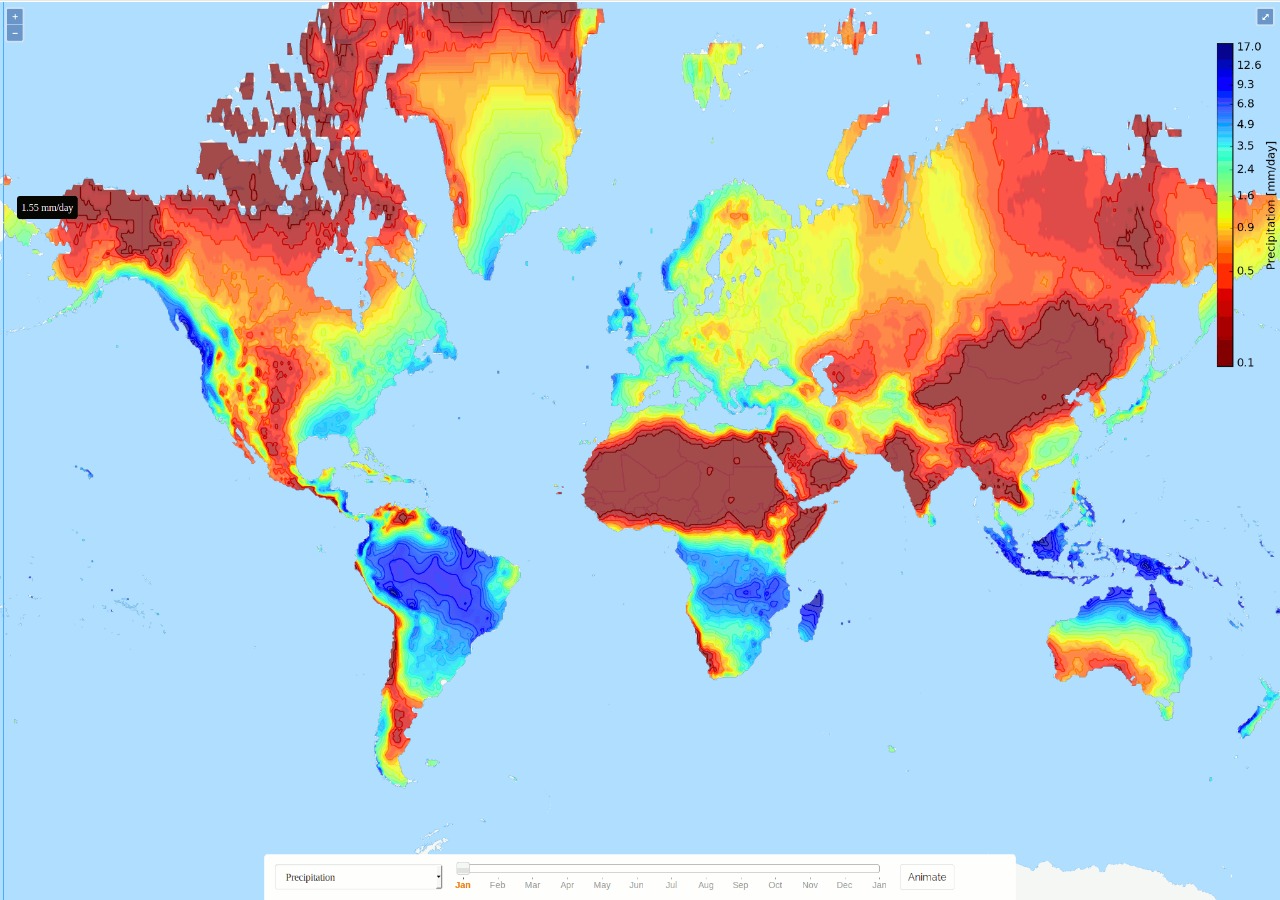 +
−
17.0
12.6
9.3
6.8
4.9
3.5
2.4
1.6
0.9
0.5
0.1
Precipitation [mm/day]
1.55 mm/day
Precipitation
Jan Feb Mar Apr May Jun Jul Aug Sep Oct Nov Dec Jan
Animate